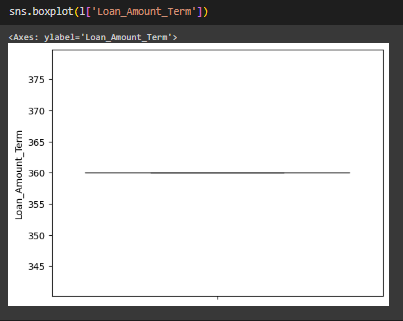 sns.boxplot(l['Loan_Amount_Term'])
<Axes: ylabel='Loan_Amount_Term'>
375
370
365
360
355
350
345
Loan_Amount_Term